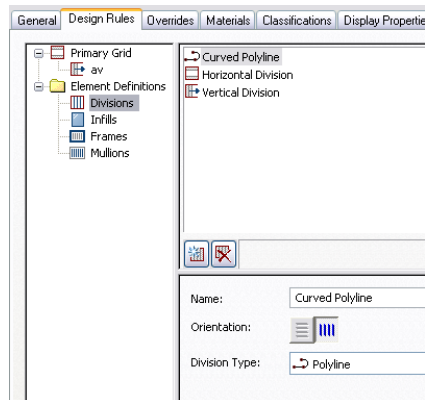 General Design Rules Overrides Materials Classifications Display Propertie
Primary Grid
av
Element Definitions
Divisions
Infills
Frames
Mullions
Curved Polyline
Horizontal Division
Vertical Division
Name: Curved Polyline
Orientation:
Division Type: Polyline